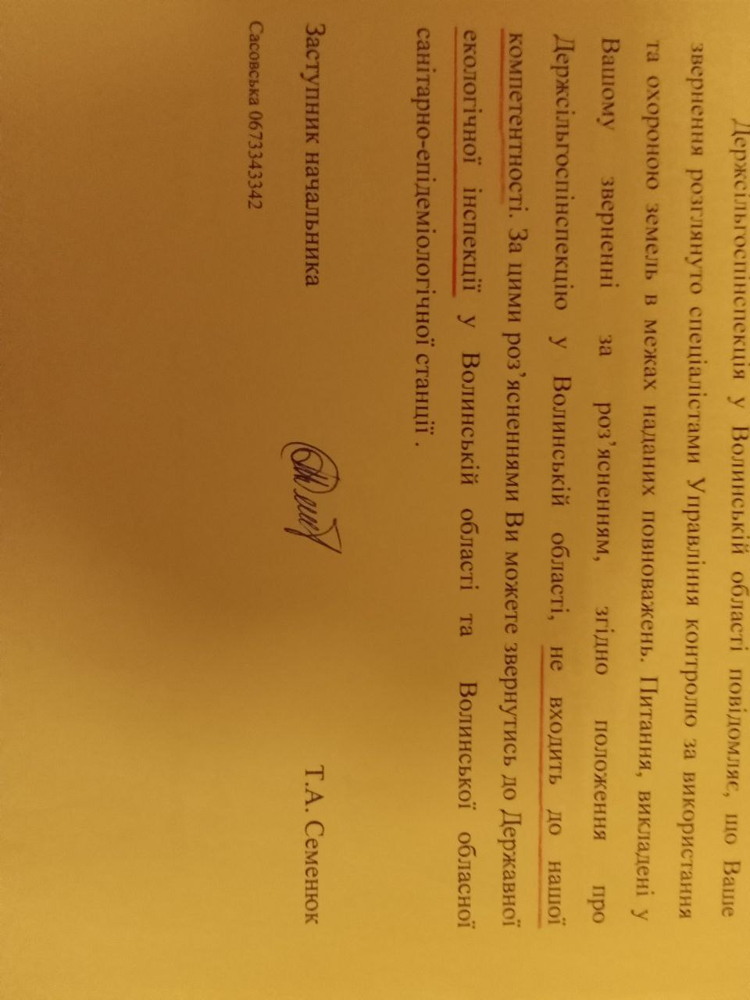 Держсільгоспінспекція у Волинській області повідомляє, що Ваше
звернення розглянуто спеціалістами Управління контролю за використання
та охороною земель в межах наданих повноважень. Питання, викладені у
Вашому зверненні за роз’ясненням, згідно положення про
Держсільгоспінспекцію у Волинській області, не входить до нашої
компетентності. За цими роз’ясненнями Ви можете звернутись до Державної
екологічної інспекції у Волинській області та Волинської обласної
санітарно-епідеміологічної станції .
Заступник начальника Т.А. Семенюк
Сасовська 0673343342